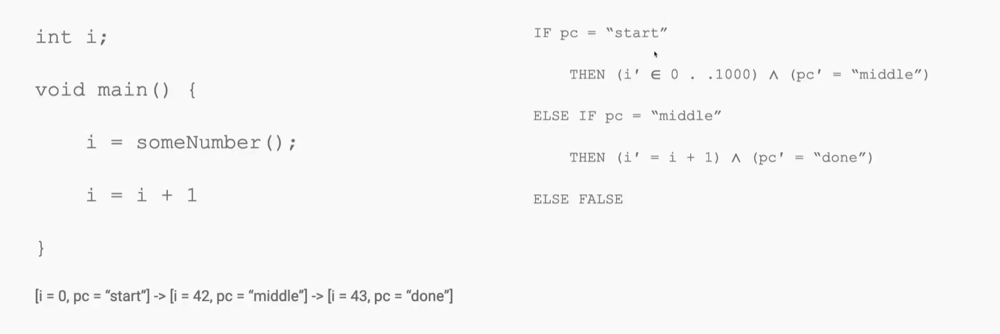 int i;
void main() {
i = someNumber();
i = i + 1
}
[i = 0, pc = “start”] -> [i = 42, pc = “middle”] -> [i = 43, pc = “done”]
IF pc = “start”
THEN (i′ ∈ 0 . .1000) ∧ (pc′ = “middle”)
ELSE IF pc = “middle”
THEN (i′ = i + 1) ∧ (pc′ = “done”)
ELSE FALSE